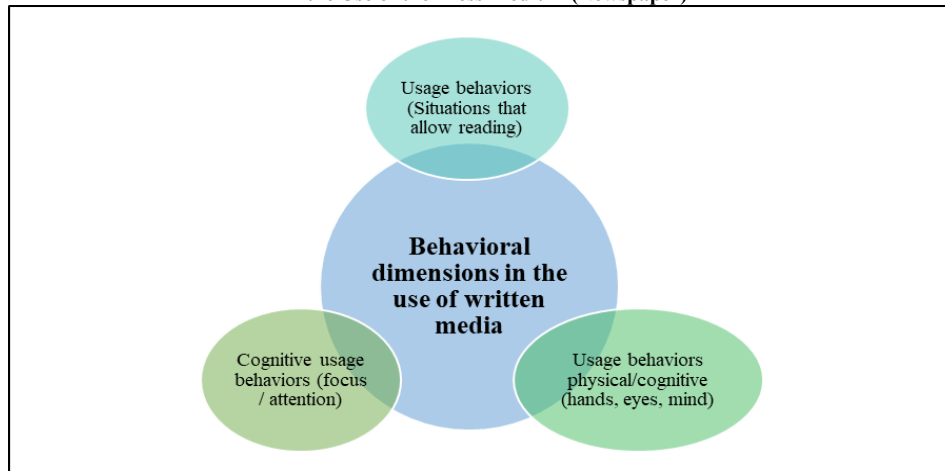 Usage behaviors
(Situations that
allow reading)
Behavioral
dimensions in the
use of written
media
Cognitive usage
behaviors (focus
/ attention)
Usage behaviors
physical/cognitive
(hands, eyes, mind)